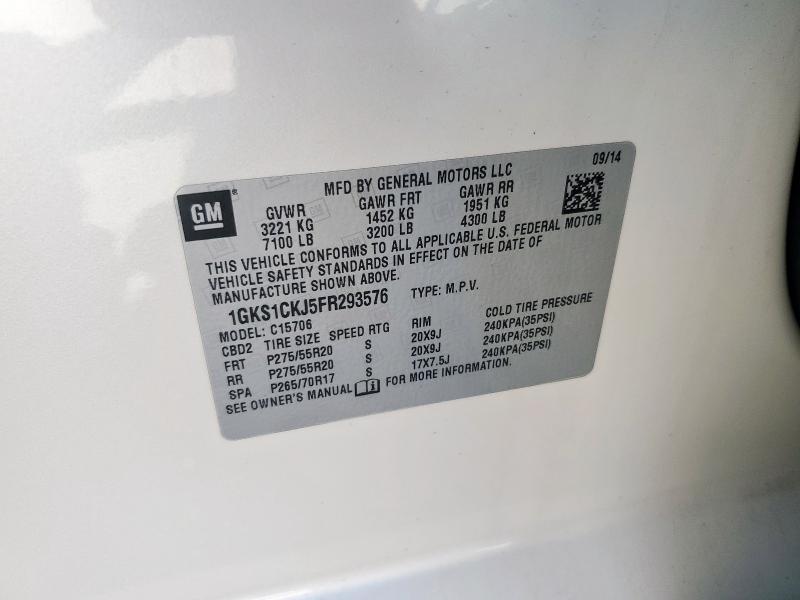 09/14
MFD BY GENERAL MOTORS LLC
GM®
GVWR GAWR FRT GAWR RR
3221 KG 1452 KG 1951 KG
7100 LB 3200 LB 4300 LB
THIS VEHICLE CONFORMS TO ALL APPLICABLE U.S. FEDERAL MOTOR
VEHICLE SAFETY STANDARDS IN EFFECT ON THE DATE OF
MANUFACTURE SHOWN ABOVE.
1GKS1CKJ5FR293576 TYPE: M.P.V.
MODEL: C15706
CBD2 TIRE SIZE SPEED RTG RIM COLD TIRE PRESSURE
FRT P275/55R20 S 20X9J 240KPA(35PSI)
RR P275/55R20 S 20X9J 240KPA(35PSI)
SPA P265/70R17 S 17X7.5J 240KPA(35PSI)
SEE OWNER'S MANUAL FOR MORE INFORMATION.